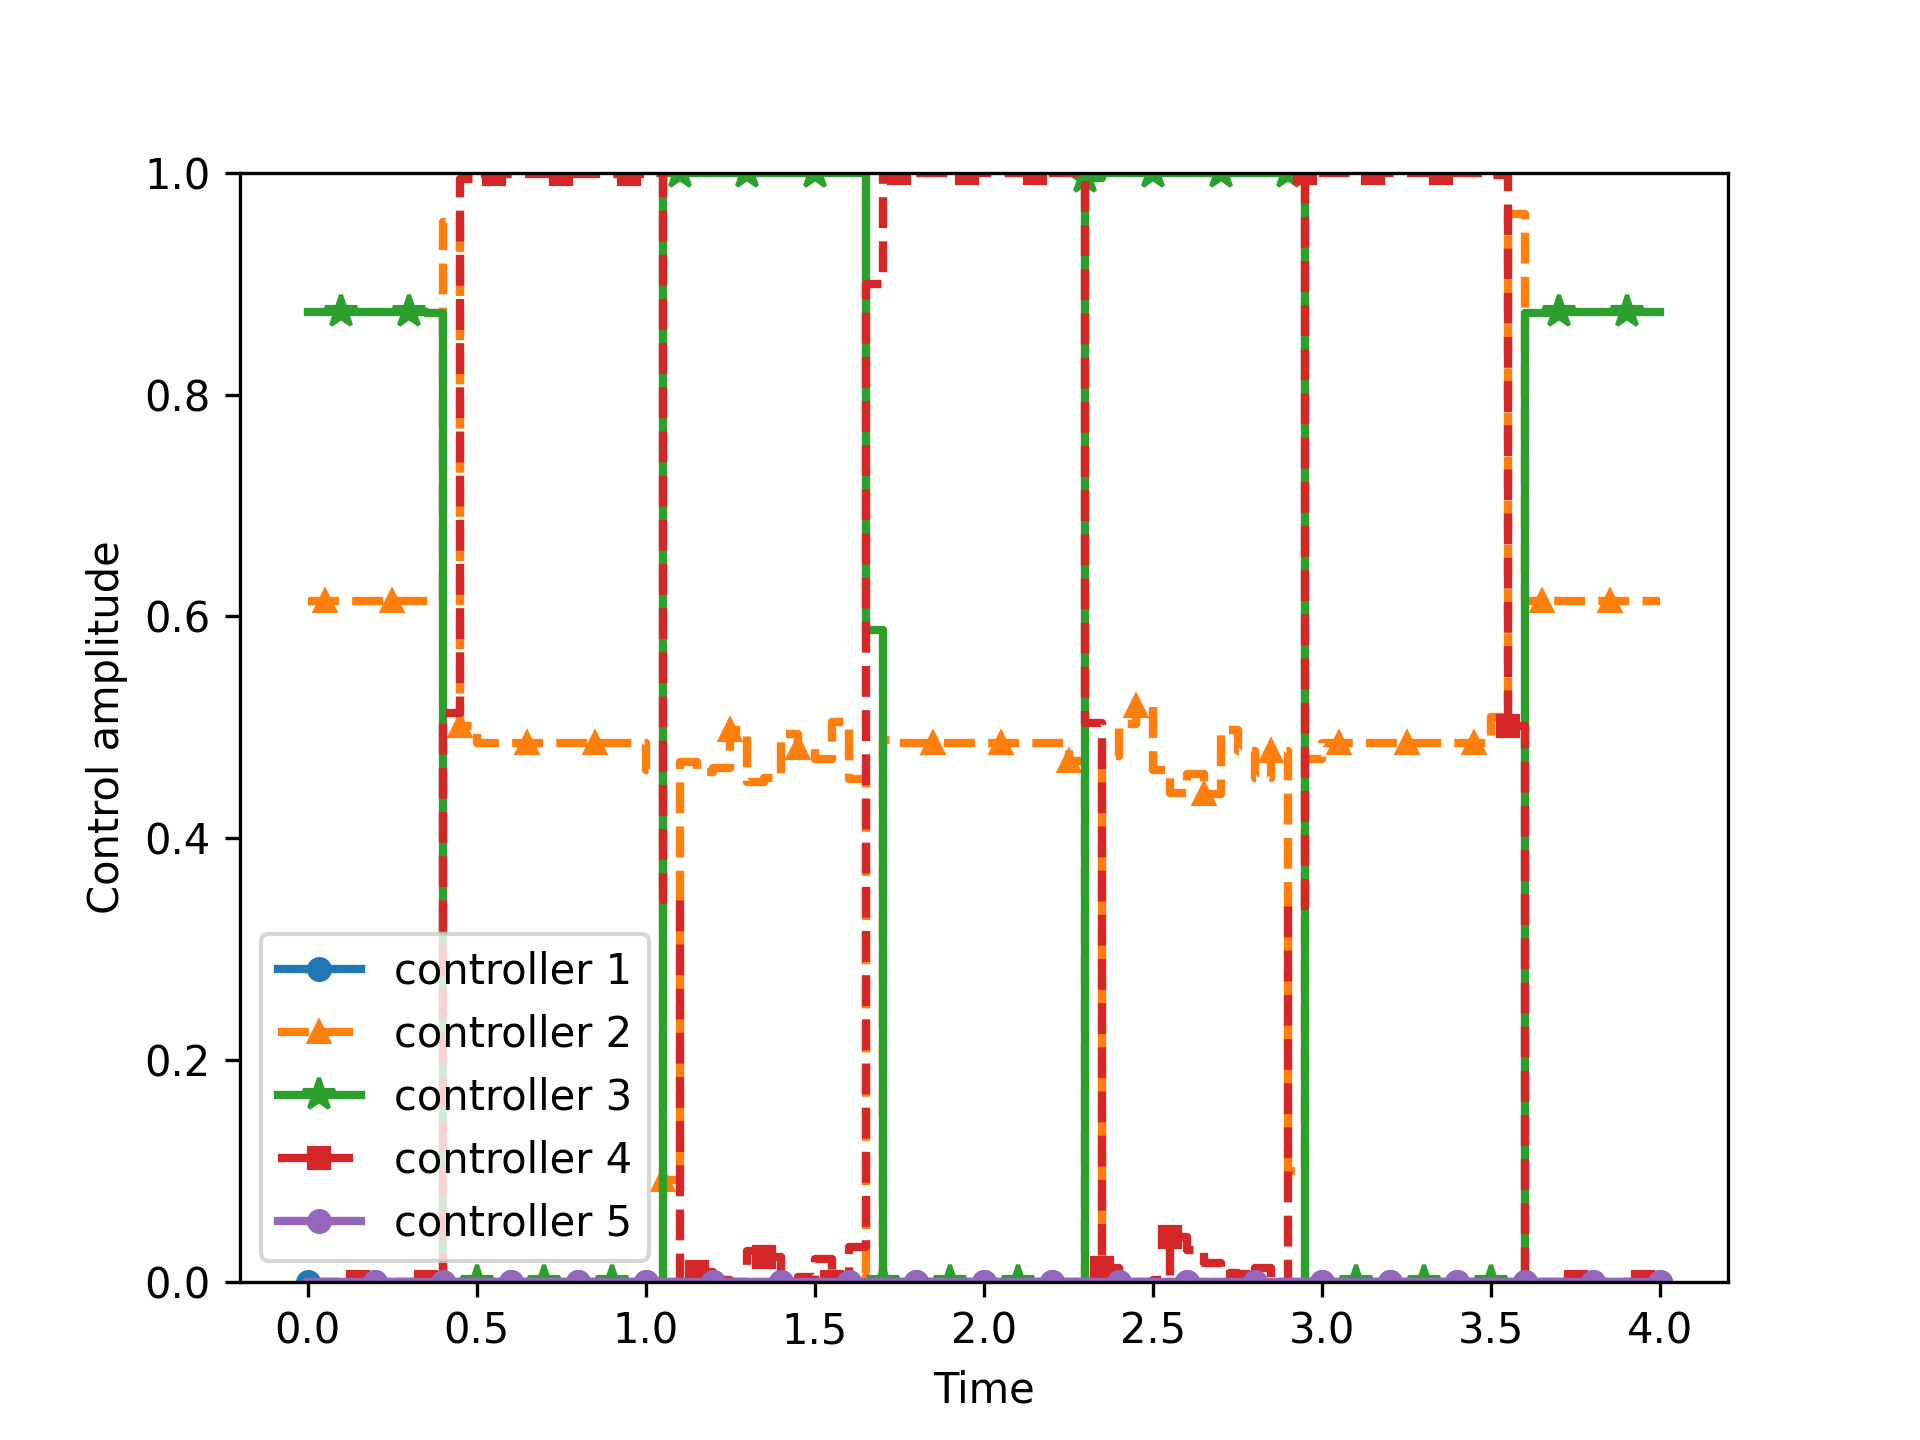 1.0
0.8
0.6
0.4
0.2
0.0
Control amplitude
controller 1
controller 2
controller 3
controller 4
controller 5
0.0 0.5 1.0 1.5 2.0 2.5 3.0 3.5 4.0
Time